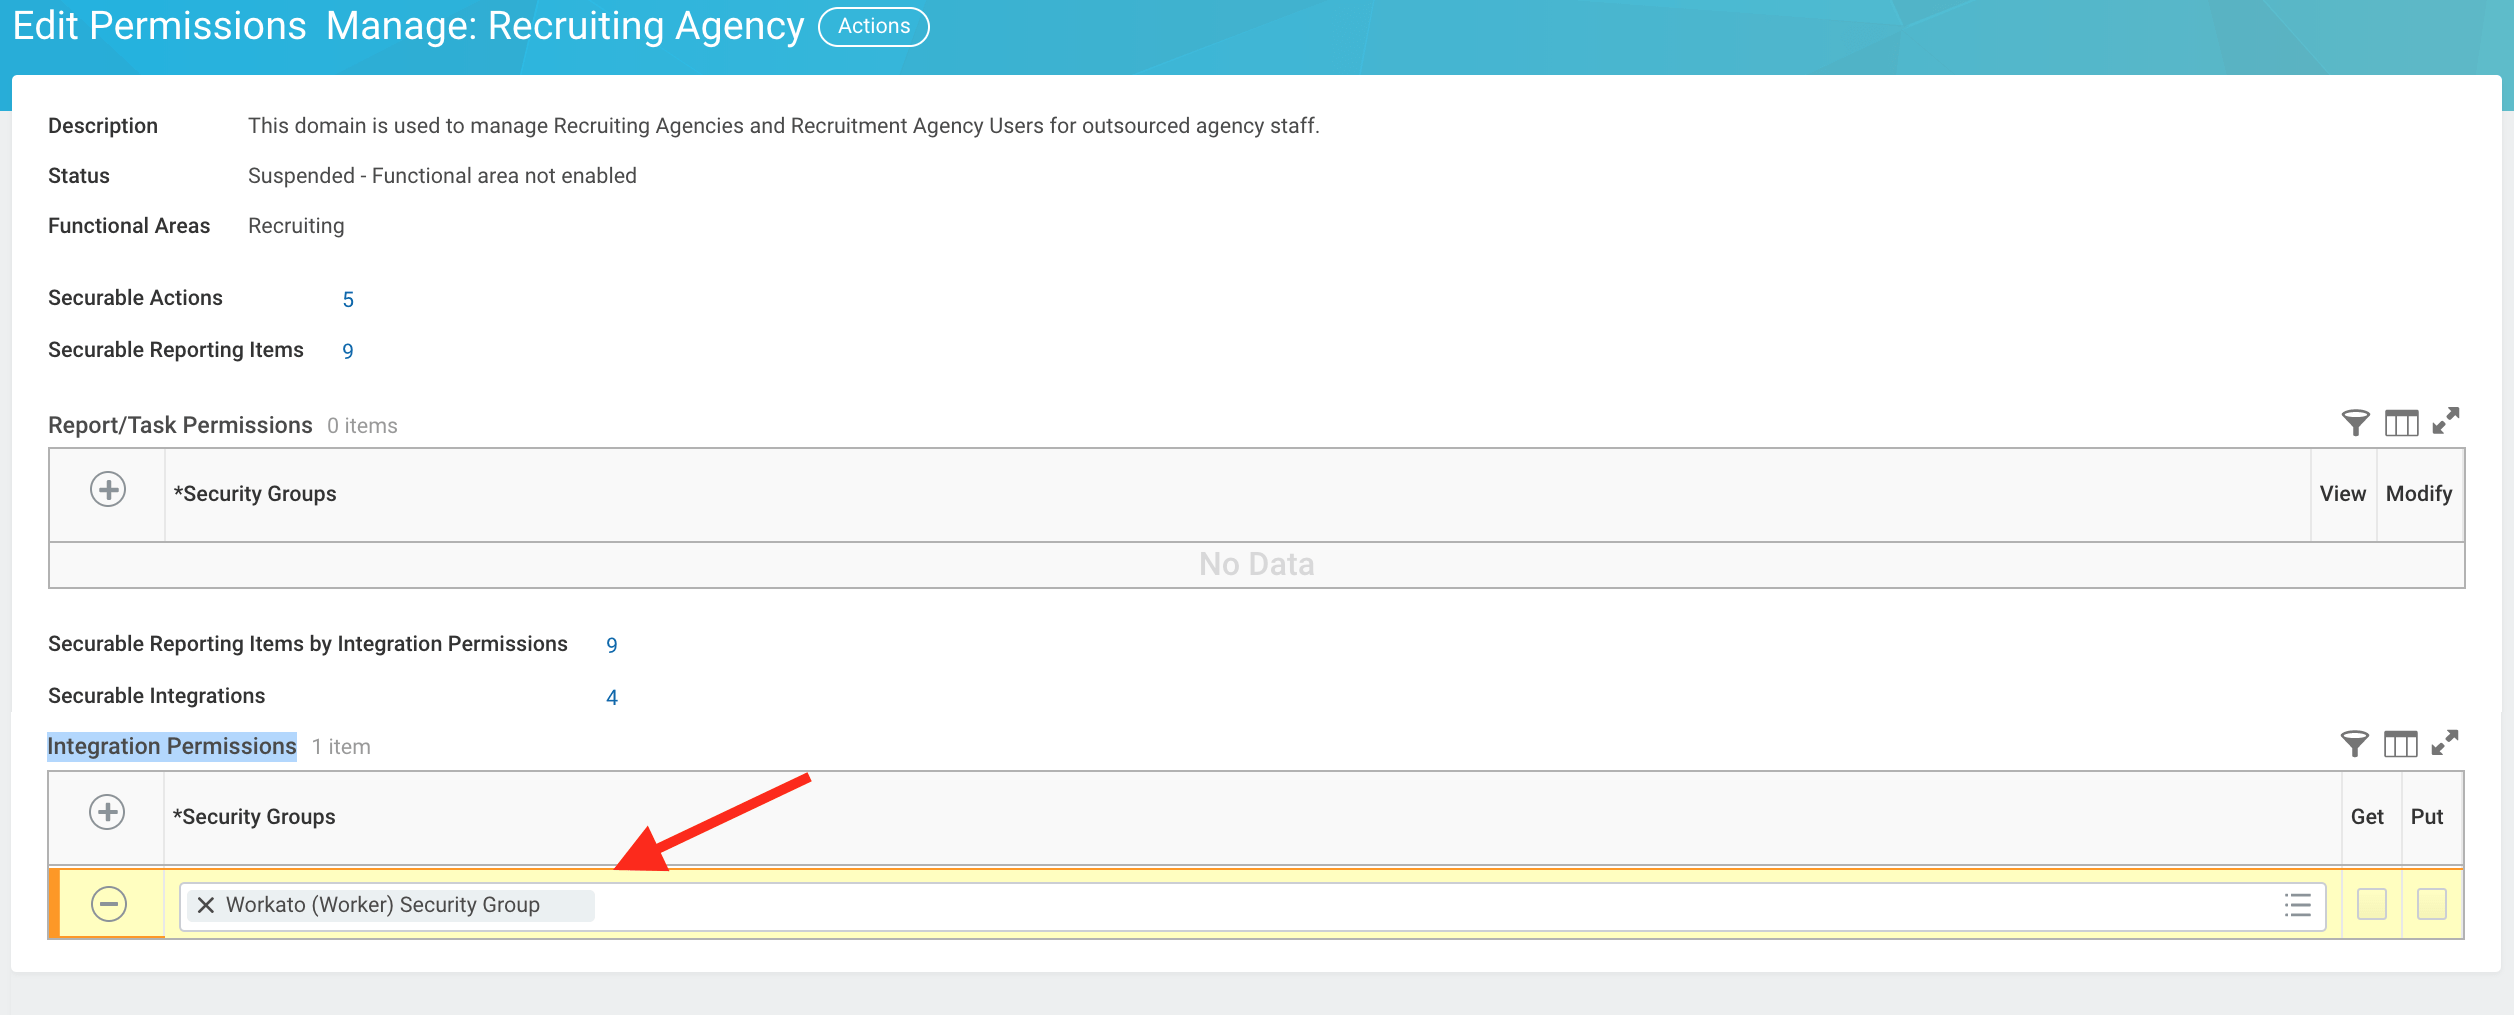 Edit Permissions Manage: Recruiting Agency Actions
Description This domain is used to manage Recruiting Agencies and Recruitment Agency Users for outsourced agency staff.
Status Suspended - Functional area not enabled
Functional Areas Recruiting
Securable Actions 5
Securable Reporting Items 9
Report/Task Permissions 0 items
*Security Groups View Modify
No Data
Securable Reporting Items by Integration Permissions 9
Securable Integrations 4
Integration Permissions 1 item
*Security Groups Get Put
Workato (Worker) Security Group